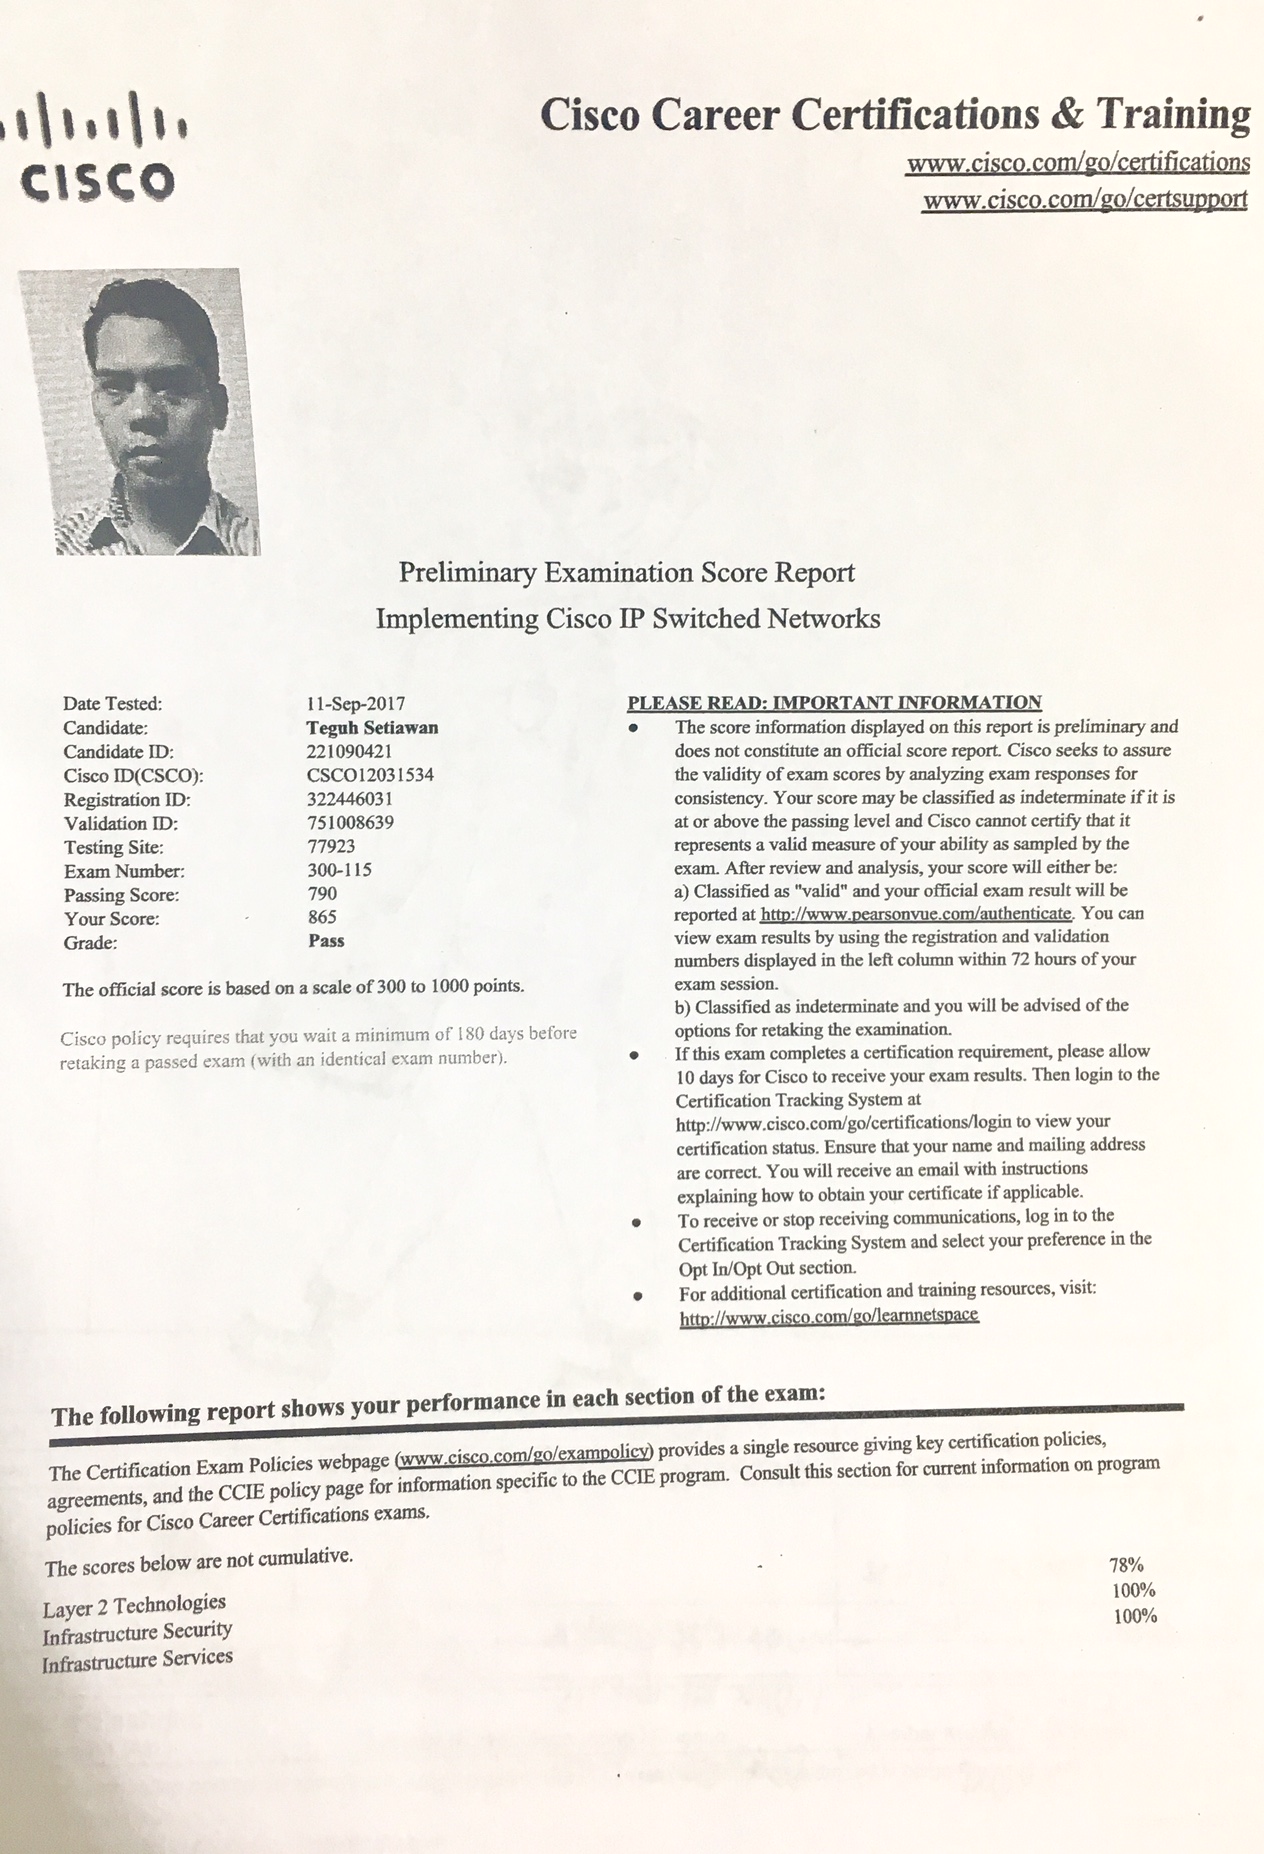 CISCO
Cisco Career Certifications & Training
www.cisco.com/go/certifications
www.cisco.com/go/certsupport
Preliminary Examination Score Report
Implementing Cisco IP Switched Networks
Date Tested: 11-Sep-2017
Candidate: Teguh Setiawan
Candidate ID: 221090421
Cisco ID(CSCO): CSCO12031534
Registration ID: 322446031
Validation ID: 751008639
Testing Site: 77923
Exam Number: 300-115
Passing Score: 790
Your Score: 865
Grade: Pass
The official score is based on a scale of 300 to 1000 points.
Cisco policy requires that you wait a minimum of 180 days before
retaking a passed exam (with an identical exam number).
PLEASE READ: IMPORTANT INFORMATION
• The score information displayed on this report is preliminary and
does not constitute an official score report. Cisco seeks to assure
the validity of exam scores by analyzing exam responses for
consistency. Your score may be classified as indeterminate if it is
at or above the passing level and Cisco cannot certify that it
represents a valid measure of your ability as sampled by the
exam. After review and analysis, your score will either be:
a) Classified as "valid" and your official exam result will be
reported at http://www.pearsonvue.com/authenticate. You can
view exam results by using the registration and validation
numbers displayed in the left column within 72 hours of your
exam session.
b) Classified as indeterminate and you will be advised of the
options for retaking the examination.
• If this exam completes a certification requirement, please allow
10 days for Cisco to receive your exam results. Then login to the
Certification Tracking System at
http://www.cisco.com/go/certifications/login to view your
certification status. Ensure that your name and mailing address
are correct. You will receive an email with instructions
explaining how to obtain your certificate if applicable.
• To receive or stop receiving communications, log in to the
Certification Tracking System and select your preference in the
Opt In/Opt Out section.
• For additional certification and training resources, visit:
http://www.cisco.com/go/learnnetspace
The following report shows your performance in each section of the exam:
The Certification Exam Policies webpage (www.cisco.com/go/exampolicy) provides a single resource giving key certification policies,
agreements, and the CCIE policy page for information specific to the CCIE program. Consult this section for current information on program
policies for Cisco Career Certifications exams.
The scores below are not cumulative.
Layer 2 Technologies 78%
Infrastructure Security 100%
Infrastructure Services 100%